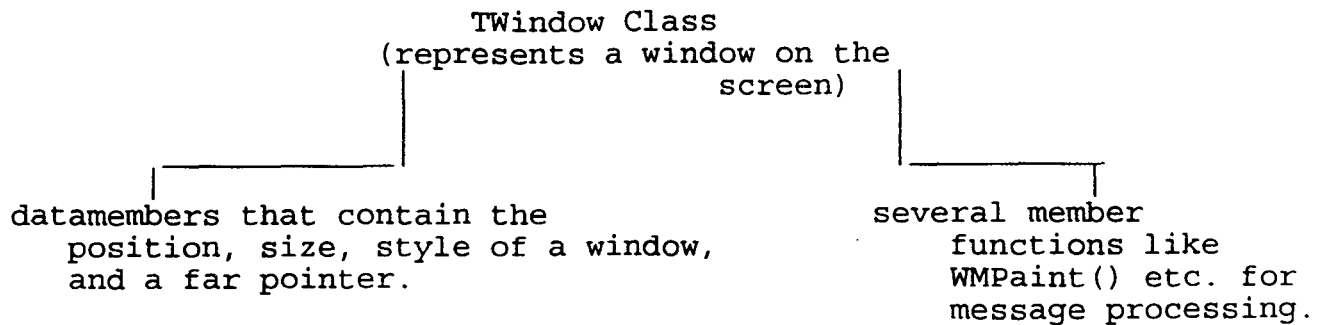 TWindow Class
(represents a window on the
screen)
datamembers that contain the
position, size, style of a window,
and a far pointer.
several member
functions like
WMPaint() etc. for
message processing.